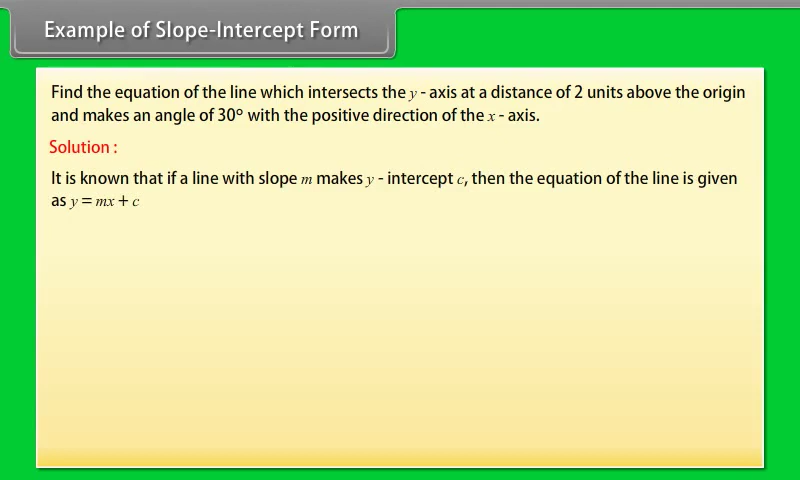 Example of Slope-Intercept Form
Find the equation of the line which intersects the y - axis at a distance of 2 units above the origin
and makes an angle of 30° with the positive direction of the x - axis.
Solution :
It is known that if a line with slope m makes y - intercept c, then the equation of the line is given
as y = mx + c